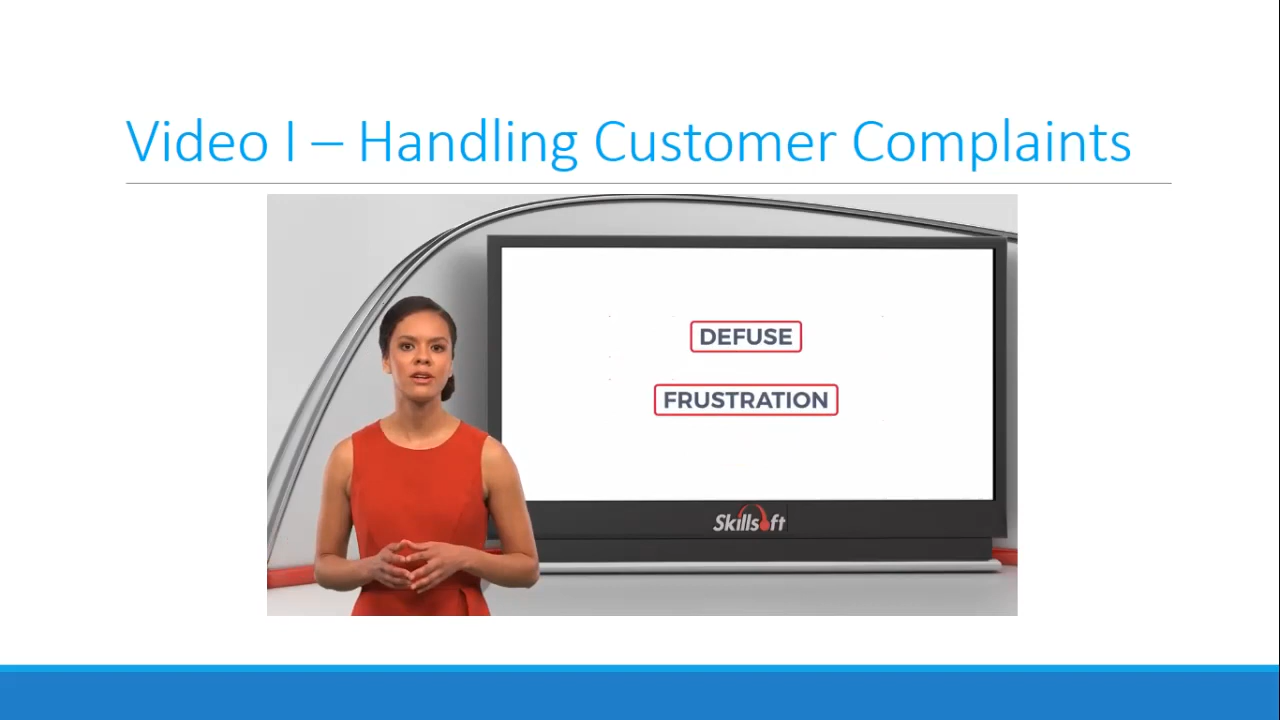 Video I – Handling Customer Complaints
DEFUSE
FRUSTRATION
Skillsoft